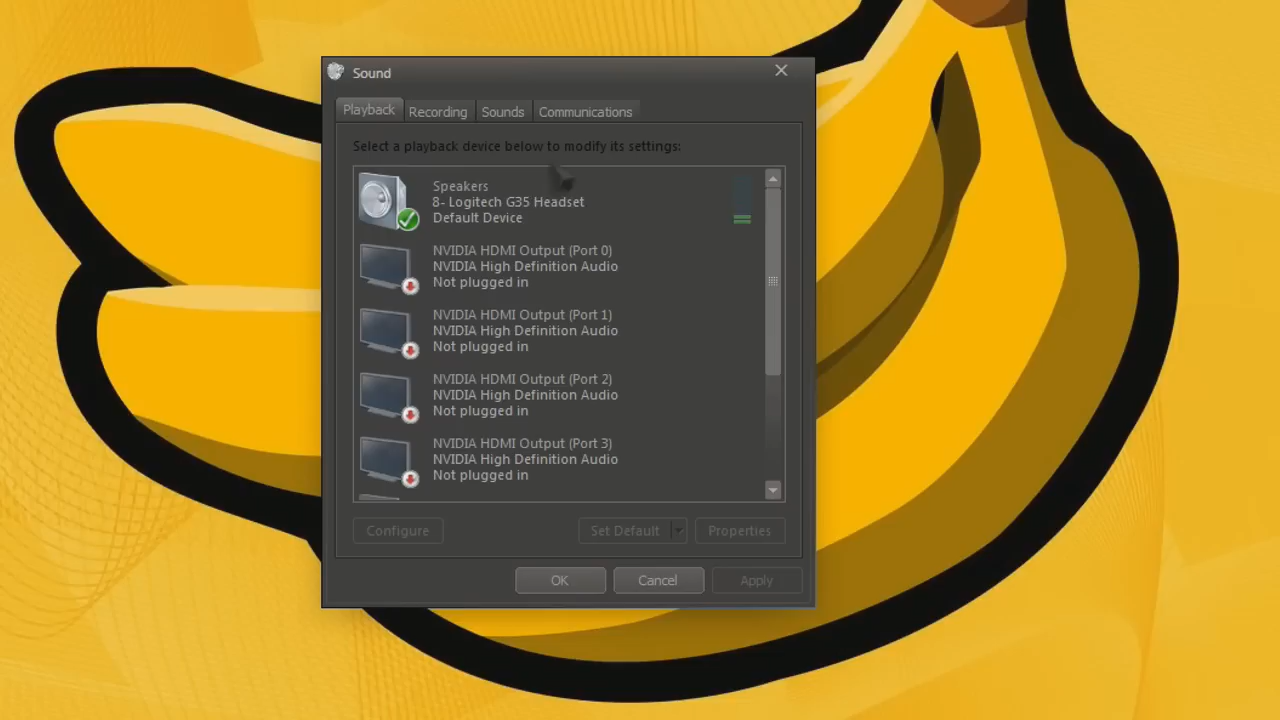 Sound
Playback
Recording
Sounds
Communications
Select a playback device below to modify its settings:
Speakers
8- Logitech G35 Headset
Default Device
NVIDIA HDMI Output (Port 0)
NVIDIA High Definition Audio
Not plugged in
NVIDIA HDMI Output (Port 1)
NVIDIA High Definition Audio
Not plugged in
NVIDIA HDMI Output (Port 2)
NVIDIA High Definition Audio
Not plugged in
NVIDIA HDMI Output (Port 3)
NVIDIA High Definition Audio
Not plugged in
Configure
Set Default
Properties
OK
Cancel
Apply